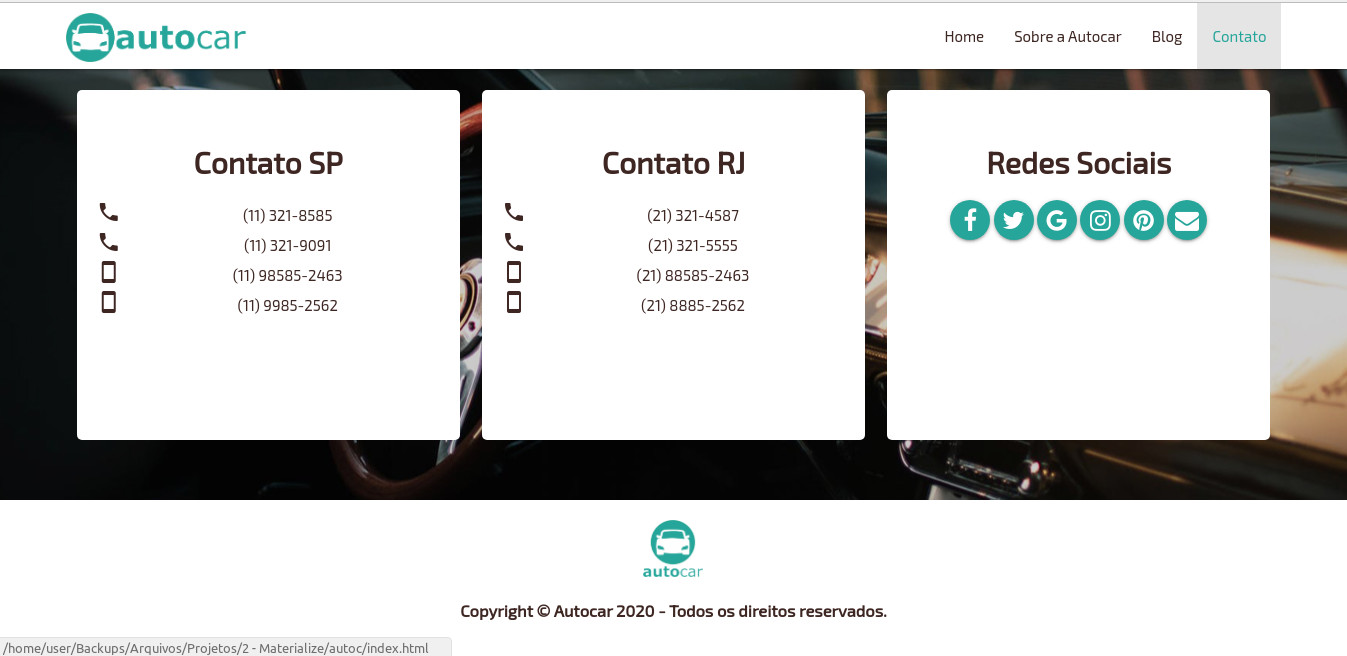 autocar
Home Sobre a Autocar Blog Contato
Contato SP
(11) 321-8585
(11) 321-9091
(11) 98585-2463
(11) 9985-2562
Contato RJ
(21) 321-4587
(21) 321-5555
(21) 88585-2463
(21) 8885-2562
Redes Sociais
autocar
Copyright © Autocar 2020 - Todos os direitos reservados.
/home/user/Backups/Arquivos/Projetos/2 - Materialize/autoc/index.html